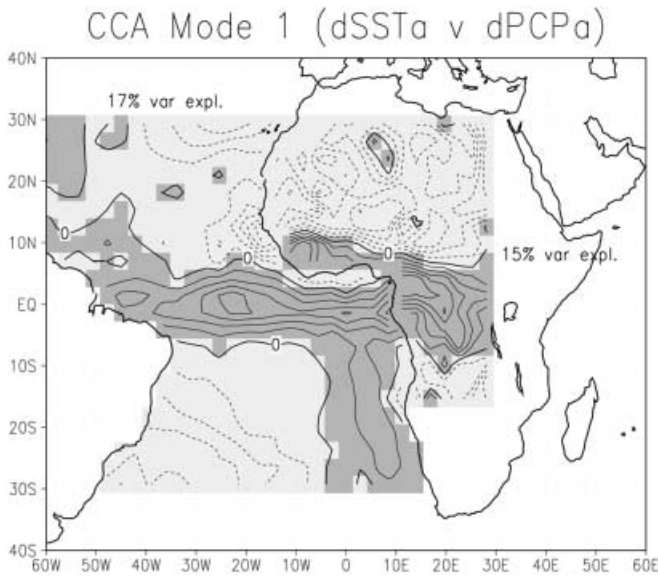 CCA Mode 1 (dSSTa v dPCPa)
40N
17% var expl.
30N
20N
0
10N
0
0
15% var expl.
EQ
0
10S
20S
30S
40S
60W 50W 40W 30W 20W 10W 0 10E 20E 30E 40E 50E 60E